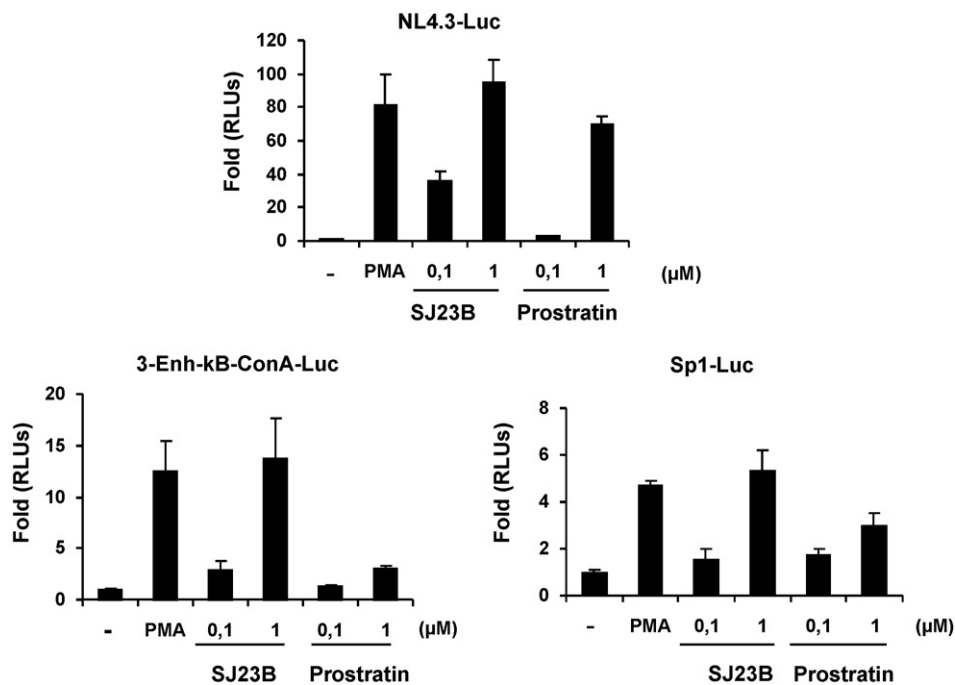 NL4.3-Luc
Fold (RLUs)
120
100
80
60
40
20
0
- PMA 0,1 1 0,1 1 (µM)
SJ23B Prostratin
3-Enh-kB-ConA-Luc
Fold (RLUs)
20
15
10
5
0
- PMA 0,1 1 0,1 1 (µM)
SJ23B Prostratin
Sp1-Luc
Fold (RLUs)
8
6
4
2
0
- PMA 0,1 1 0,1 1 (µM)
SJ23B Prostratin